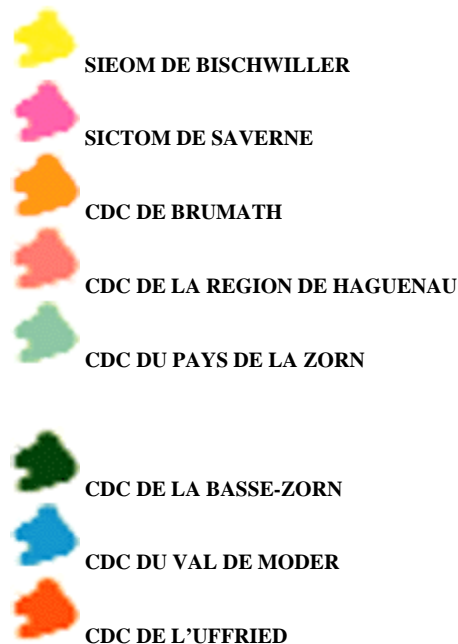 SIEOM DE BISCHWILLER
SICTOM DE SAVERNE
CDC DE BRUMATH
CDC DE LA REGION DE HAGUENAU
CDC DU PAYS DE LA ZORN
CDC DE LA BASSE-ZORN
CDC DU VAL DE MODER
CDC DE L’UFFRIED